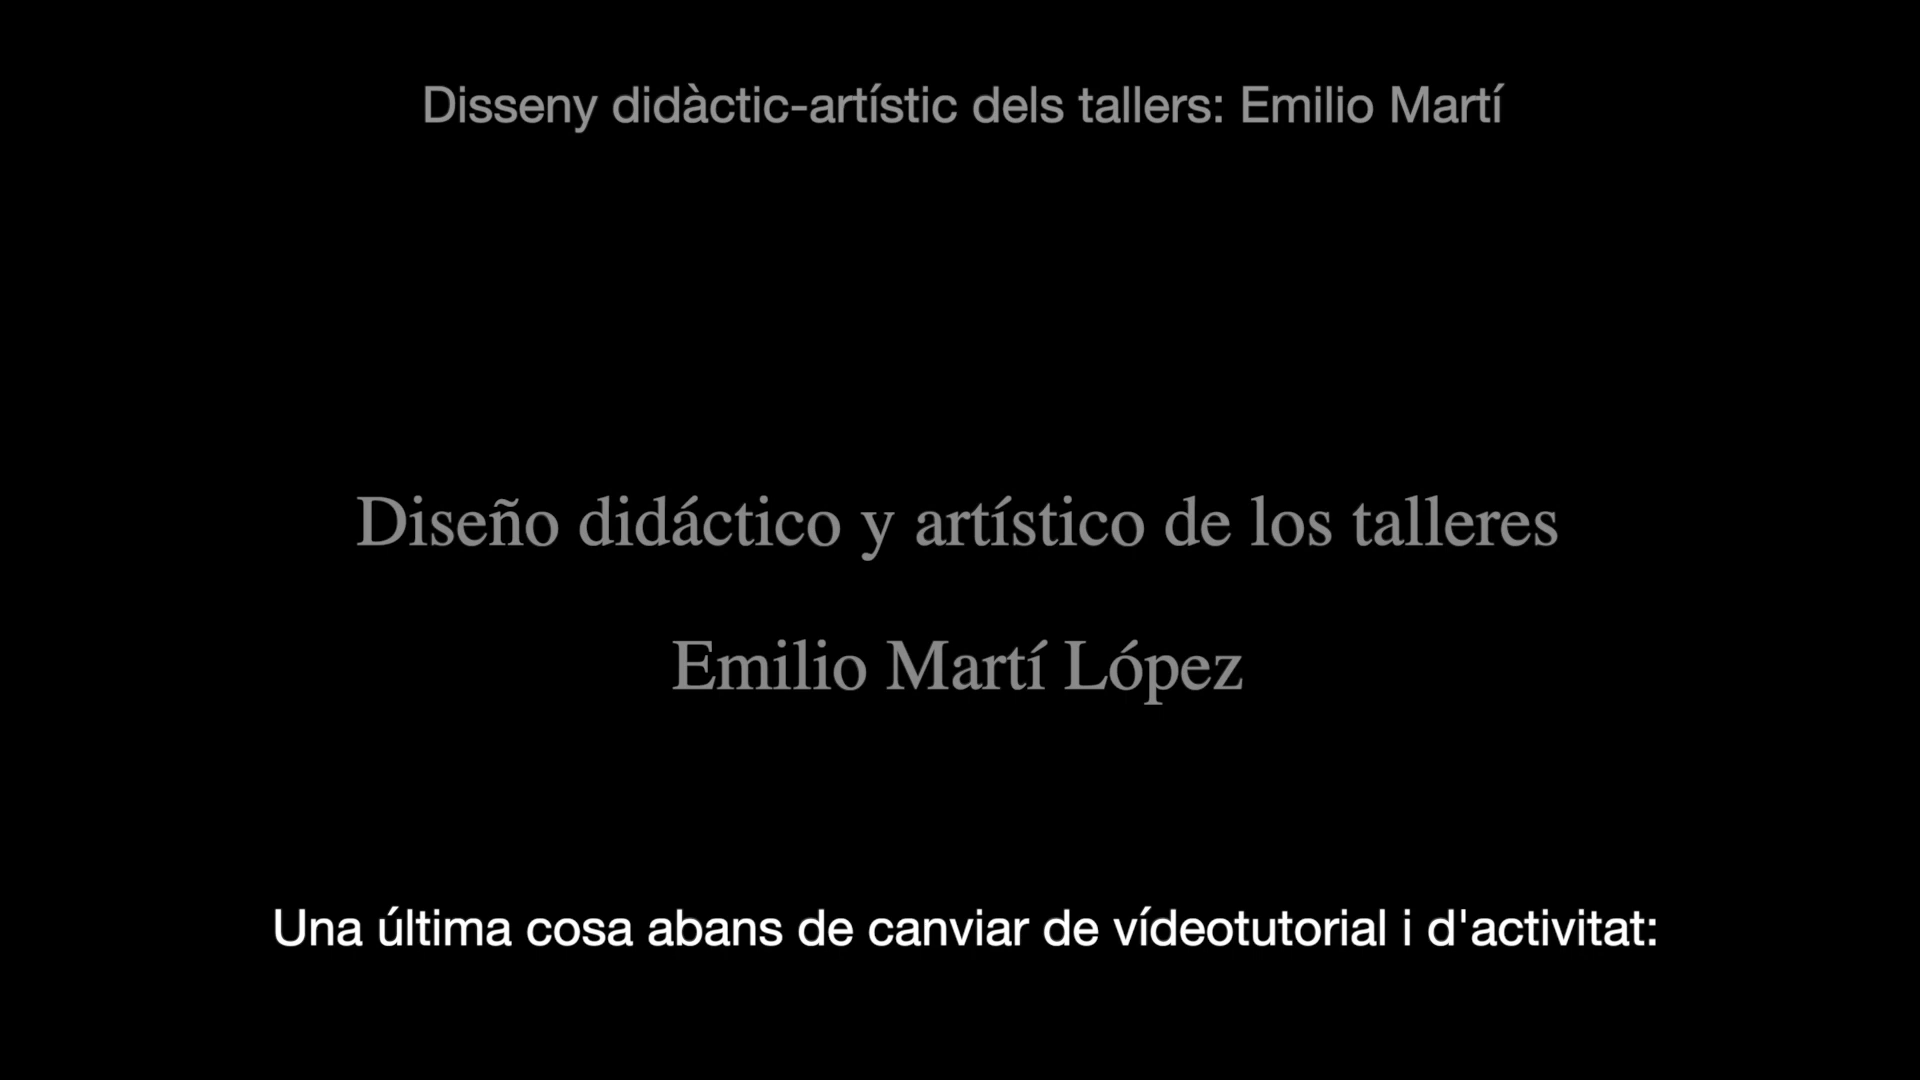 Disseny didàctic-artístic dels tallers: Emilio Martí
Diseño didáctico y artístico de los talleres
Emilio Martí López
Una última cosa abans de canviar de vídeotutorial i d'activitat: